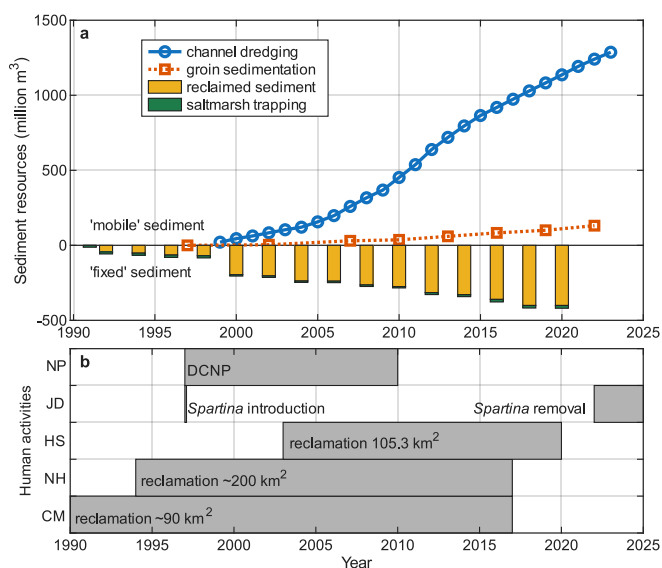 a
channel dredging
groin sedimentation
reclaimed sediment
saltmarsh trapping
'mobile' sediment
'fixed' sediment
Sediment resources (million m³)
1500
1000
500
0
-500
1990 1995 2000 2005 2010 2015 2020 2025
b
Human activities
NP DCNP
JD Spartina introduction Spartina removal
HS reclamation 105.3 km²
NH reclamation ~200 km²
CM reclamation ~90 km²
1990 1995 2000 2005 2010 2015 2020 2025
Year